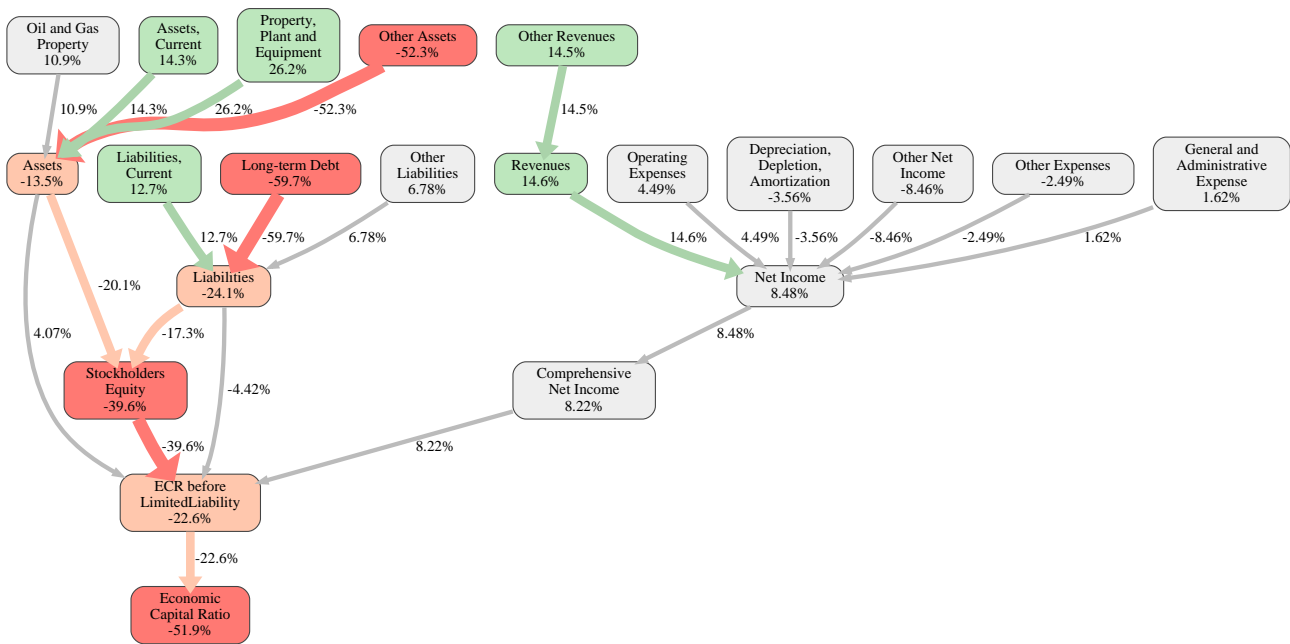 Oil and Gas
Property
10.9%
Assets,
Current
14.3%
Property,
Plant and
Equipment
26.2%
Other Assets
-52.3%
Other Revenues
14.5%
10.9%
14.3%
26.2%
-52.3%
14.5%
Assets
-13.5%
Liabilities,
Current
12.7%
Long-term Debt
-59.7%
Other
Liabilities
6.78%
Revenues
14.6%
Operating
Expenses
4.49%
Depreciation,
Depletion,
Amortization
-3.56%
Other Net
Income
-8.46%
Other Expenses
-2.49%
General and
Administrative
Expense
1.62%
12.7%
-59.7%
6.78%
14.6%
4.49%
-3.56%
-8.46%
-2.49%
1.62%
Liabilities
-24.1%
Net Income
8.48%
-20.1%
4.07%
-17.3%
8.48%
Stockholders
Equity
-39.6%
-4.42%
Comprehensive
Net Income
8.22%
-39.6%
8.22%
ECR before
LimitedLiability
-22.6%
-22.6%
Economic
Capital Ratio
-51.9%